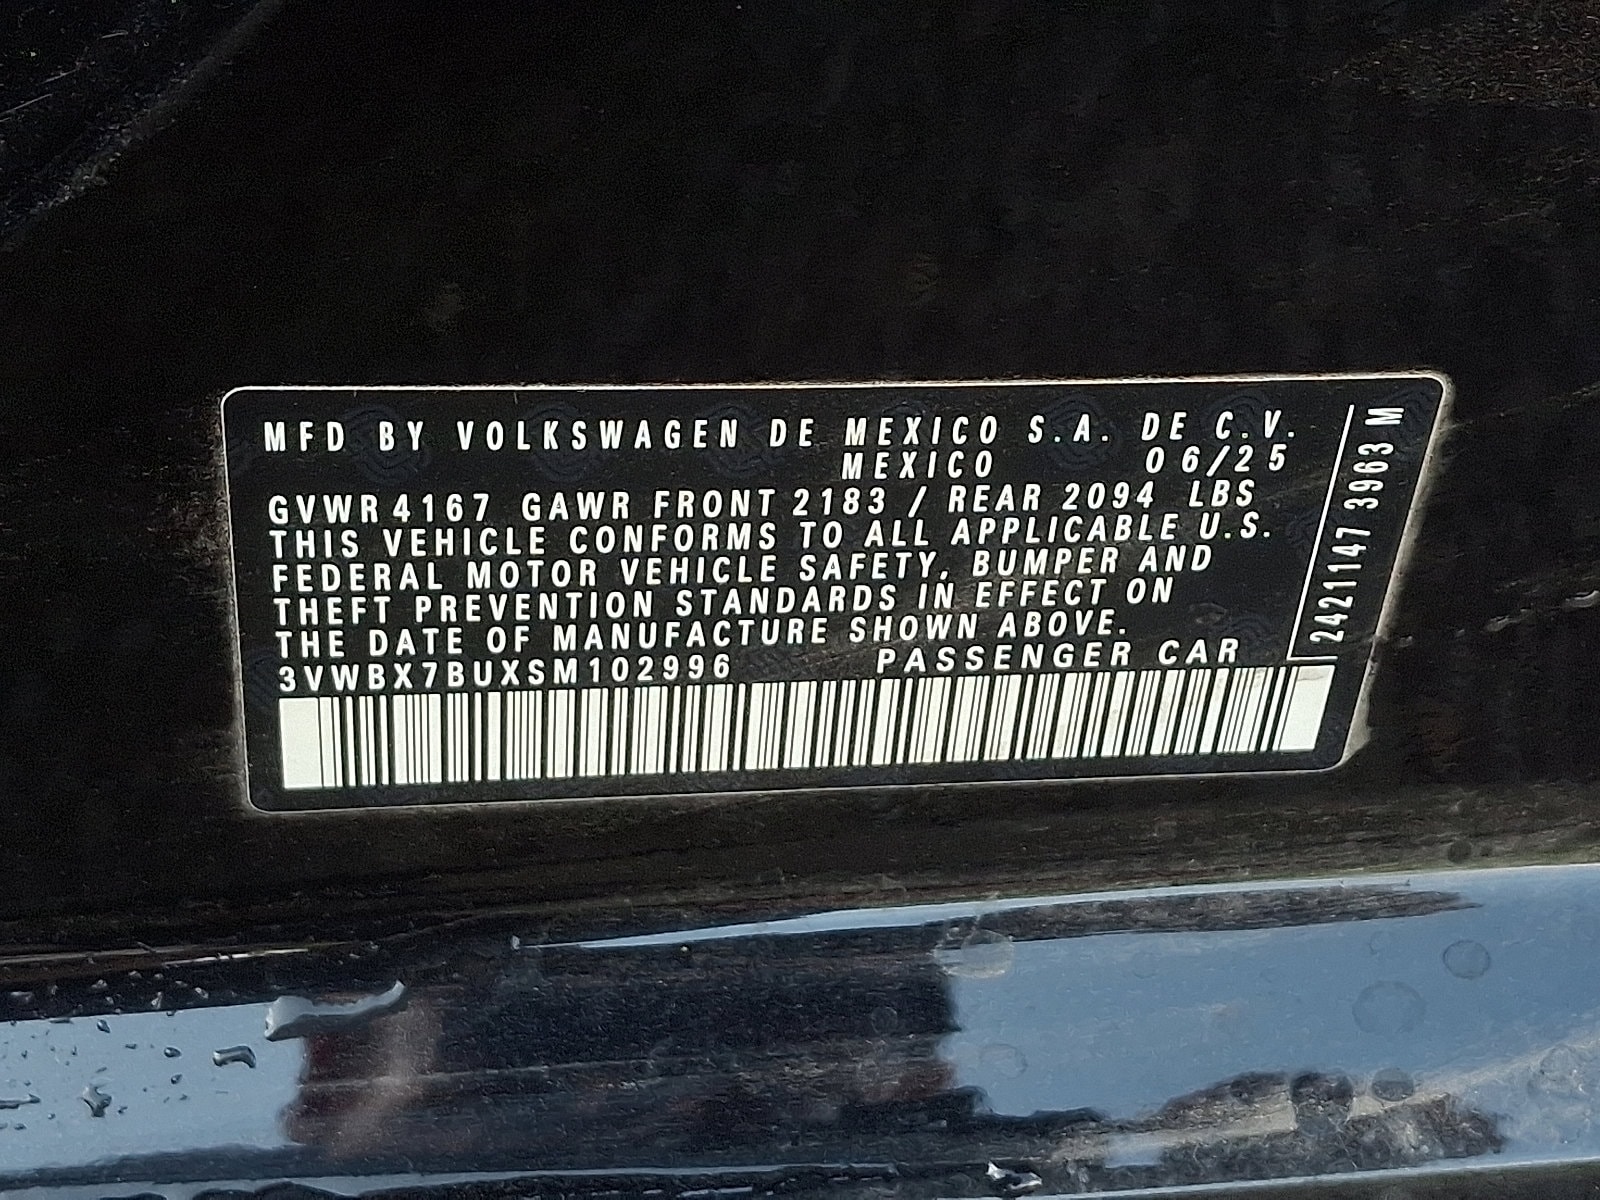 MFD BY VOLKSWAGEN DE MEXICO S.A. DE C.V.
MEXICO 06/25
GVWR 4167 GAWR FRONT 2183 / REAR 2094 LBS
THIS VEHICLE CONFORMS TO ALL APPLICABLE U.S.
FEDERAL MOTOR VEHICLE SAFETY, BUMPER AND
THEFT PREVENTION STANDARDS IN EFFECT ON
THE DATE OF MANUFACTURE SHOWN ABOVE.
3VWBX7BUXSM102996 PASSENGER CAR
2421147 3963 M